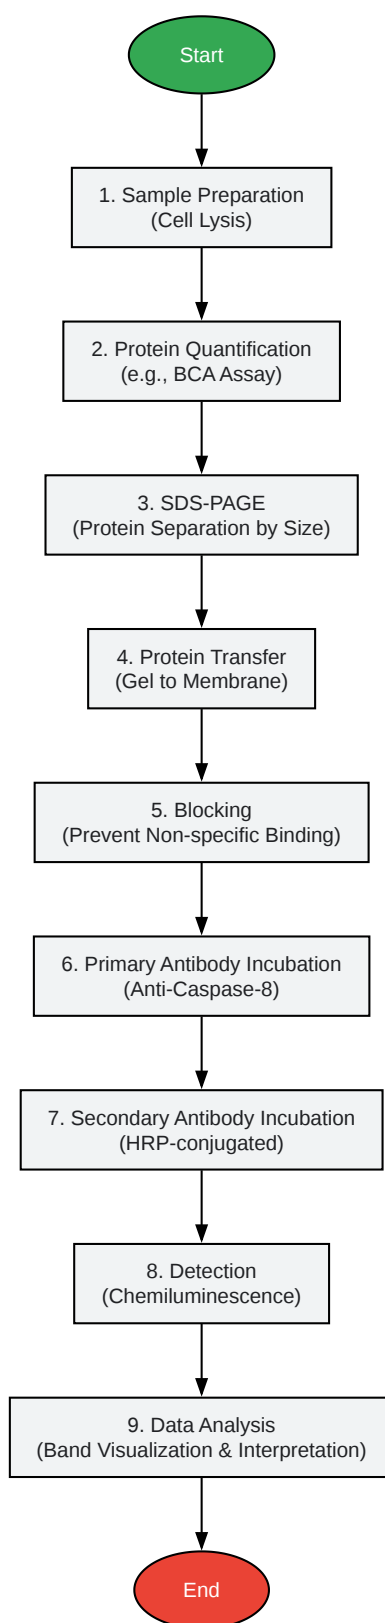 Start
1. Sample Preparation
(Cell Lysis)
2. Protein Quantification
(e.g., BCA Assay)
3. SDS-PAGE
(Protein Separation by Size)
4. Protein Transfer
(Gel to Membrane)
5. Blocking
(Prevent Non-specific Binding)
6. Primary Antibody Incubation
(Anti-Caspase-8)
7. Secondary Antibody Incubation
(HRP-conjugated)
8. Detection
(Chemiluminescence)
9. Data Analysis
(Band Visualization & Interpretation)
End